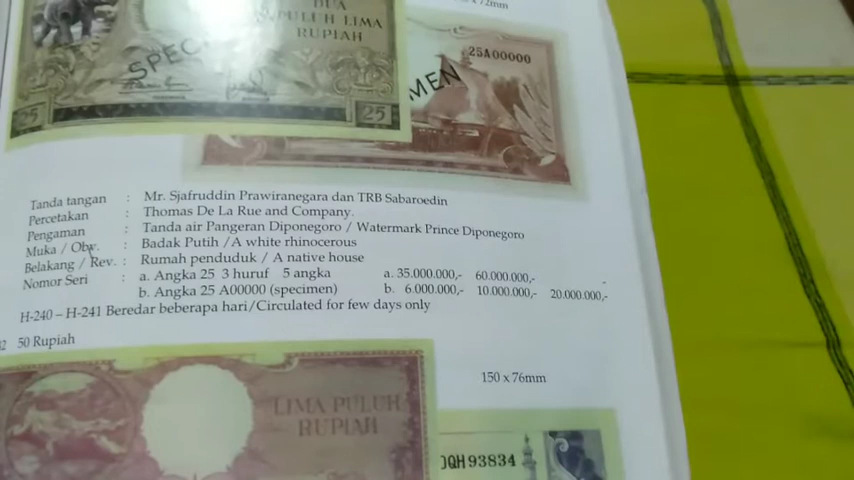 72mm
DUA
PULUH LIMA
RUPIAH
SPEC
25 25
25A00000
MEN
Tanda tangan : Mr. Sjafruddin Prawiranegara dan TRB Sabaroedin
Percetakan : Thomas De La Rue and Company.
Pengaman : Tanda air Pangeran Diponegoro / Watermark Prince Diponegoro
Muka / Obv. : Badak Putih / A white rhinocerous
Belakang / Rev. : Rumah penduduk / A native house
Nomor Seri : a. Angka 25 3 huruf 5 angka a. 35.000.000,- 60.000.000,- -
b. Angka 25 A00000 (specimen) b. 6.000.000,- 10.000.000,- 20.000.000,-
H-240 – H-241 Beredar beberapa hari/Circulated for few days only
50 Rupiah
150 x 76mm
LIMA PULUH
RUPIAH
QH 93834